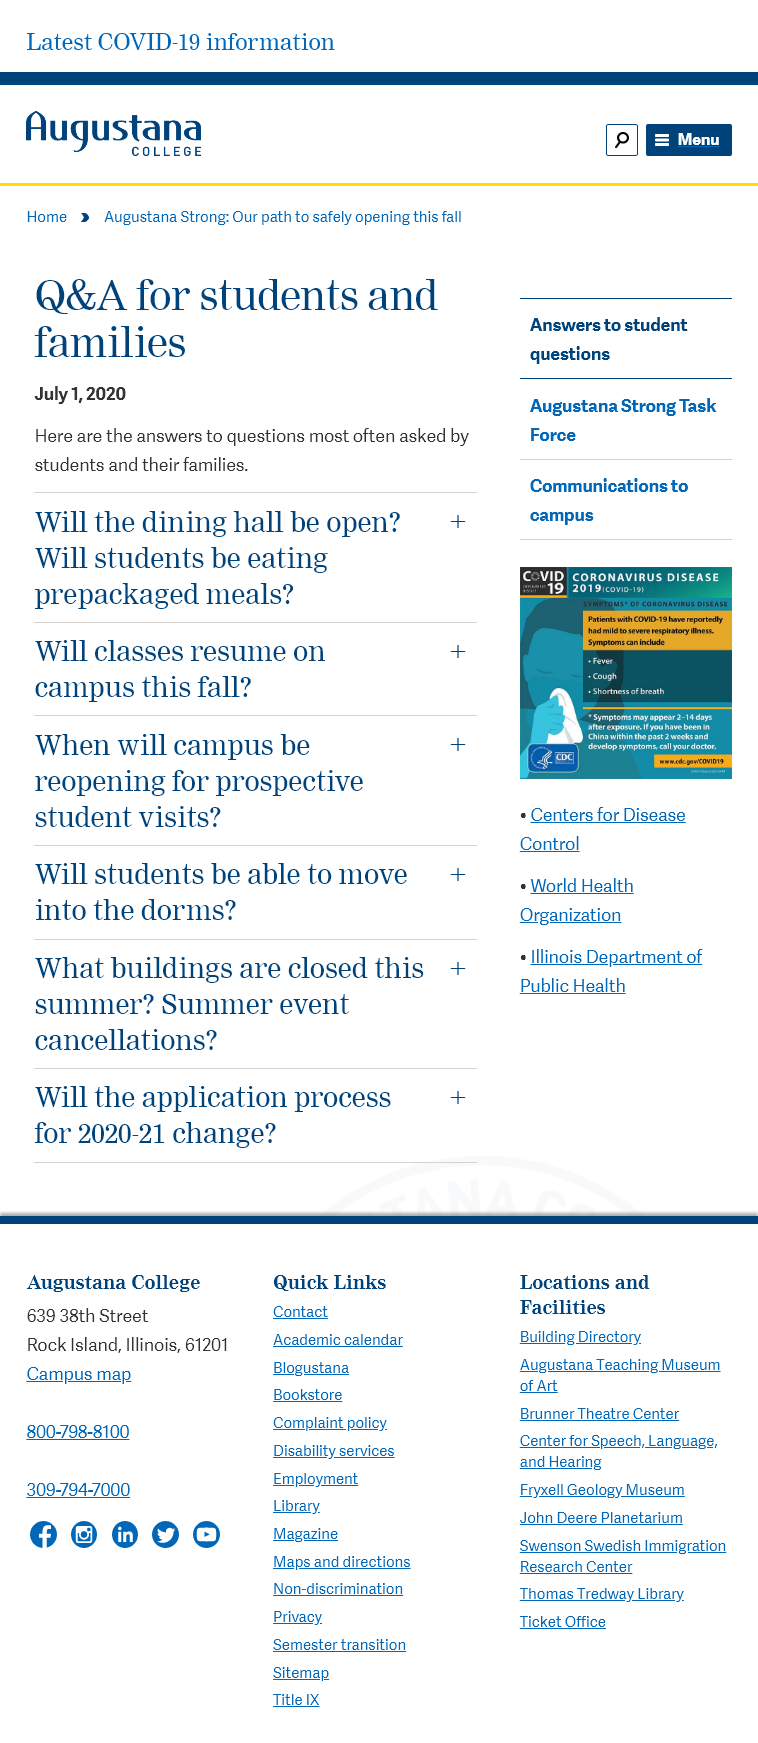 Latest COVID-19 information
Augustana
COLLEGE
Menu
Home
Augustana Strong: Our path to safely opening this fall
Q&A for students and
families
July 1, 2020
Here are the answers to questions most often asked by
students and their families.
Will the dining hall be open?
Will students be eating
prepackaged meals?
Will classes resume on
campus this fall?
When will campus be
reopening for prospective
student visits?
Will students be able to move
into the dorms?
What buildings are closed this
summer? Summer event
cancellations?
Will the application process
for 2020-21 change?
Answers to student
questions
Augustana Strong Task
Force
Communications to
campus
COVID
19
CORONAVIRUS DISEASE
2019 (COVID-19)
SYMPTOMS* OF CORONAVIRUS DISEASE
Patients with COVID-19 have reportedly
had mild to severe respiratory illness.
Symptoms can include
• Fever
• Cough
• Shortness of breath
* Symptoms may appear 2-14 days
after exposure. If you have been in
China within the past 2 weeks and
develop symptoms, call your doctor.
CDC
www.cdc.gov/COVID19
• Centers for Disease
Control
• World Health
Organization
• Illinois Department of
Public Health
Augustana College
639 38th Street
Rock Island, Illinois, 61201
Campus map
800-798-8100
309-794-7000
Quick Links
Contact
Academic calendar
Blogustana
Bookstore
Complaint policy
Disability services
Employment
Library
Magazine
Maps and directions
Non-discrimination
Privacy
Semester transition
Sitemap
Title IX
Locations and
Facilities
Building Directory
Augustana Teaching Museum
of Art
Brunner Theatre Center
Center for Speech, Language,
and Hearing
Fryxell Geology Museum
John Deere Planetarium
Swenson Swedish Immigration
Research Center
Thomas Tredway Library
Ticket Office